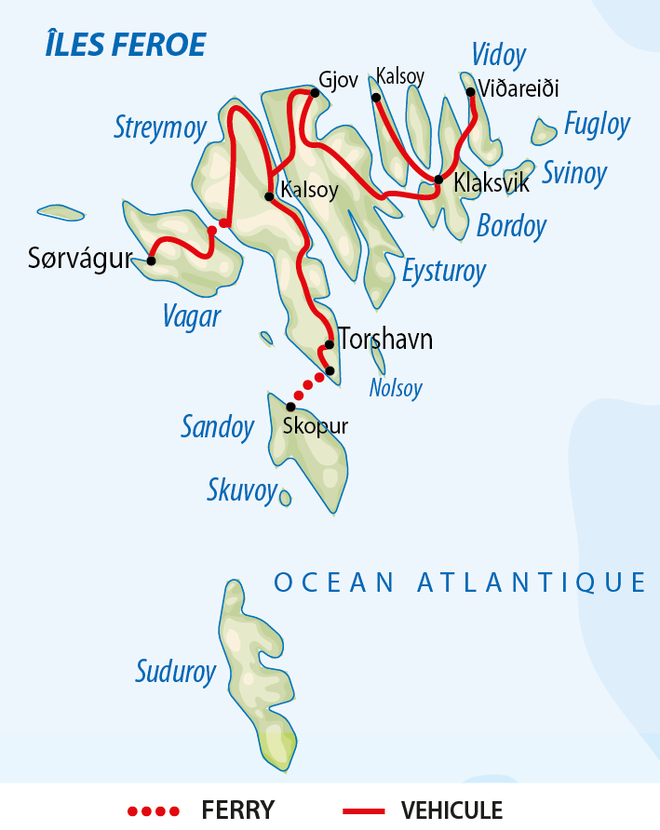 ÎLES FEROE
Vidoy
Gjov
Kalsoy
Viðareiði
Streymoy
Fugloy
Svinoy
Klaksvik
Kalsoy
Bordoy
Sørvágur
Eysturoy
Vagar
Torshavn
Nolsoy
Sandoy
Skopur
Skuvoy
OCEAN ATLANTIQUE
Suduroy
FERRY
VEHICULE